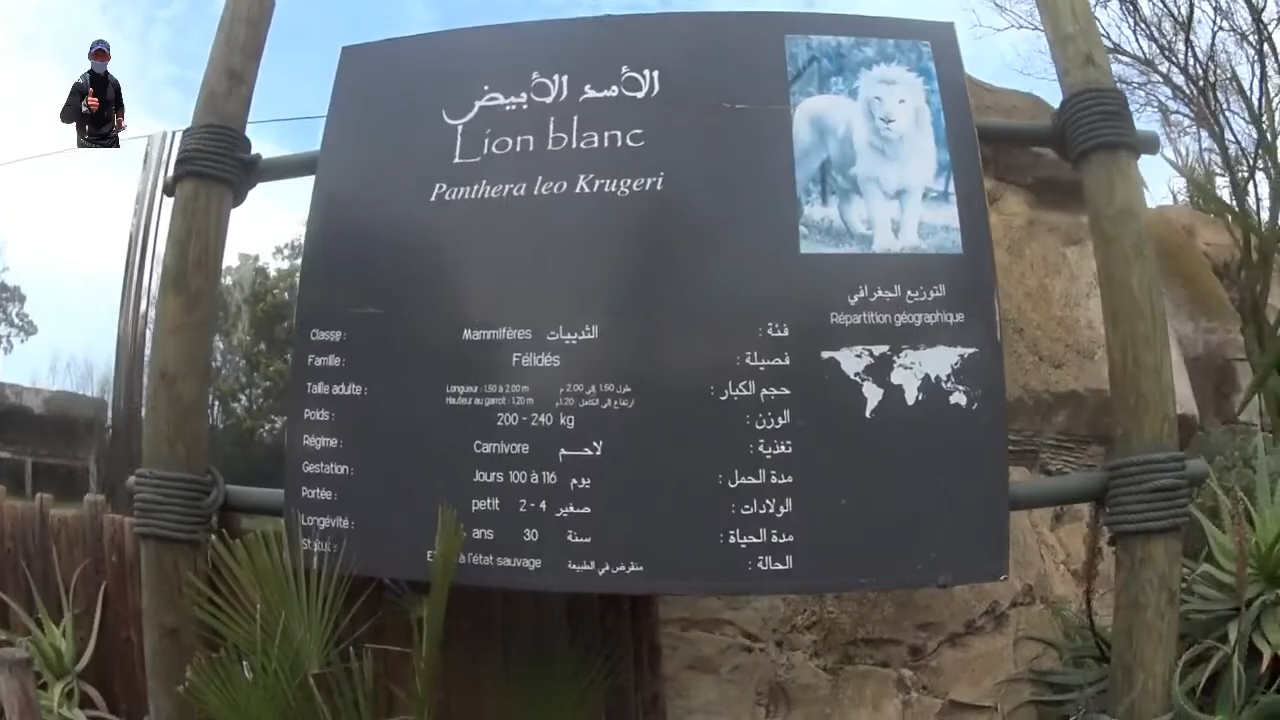 الأسد الأبيض
Lion blanc
Panthera leo Krugeri
التوزيع الجغرافي
Répartition géographique
Classe : Mammifères الثدييات فئة :
Famille : Félidés فصيلة :
Taille adulte : Longueur : 1.50 à 2.00 m طول 1.50 إلى 2.00 م حجم الكبار :
Hauteur au garrot : 1.20 m ارتفاع إلى الكاهل 1.20م
Poids : 200 - 240 kg الوزن :
Régime : Carnivore لاحم تغذية :
Gestation : Jours 100 à 116 يوم مدة الحمل :
Portée : petit 2 - 4 صغير الولادات :
Longévité : ans 30 سنة مدة الحياة :
Statut : à l'état sauvage منقرض في الطبيعة الحالة :